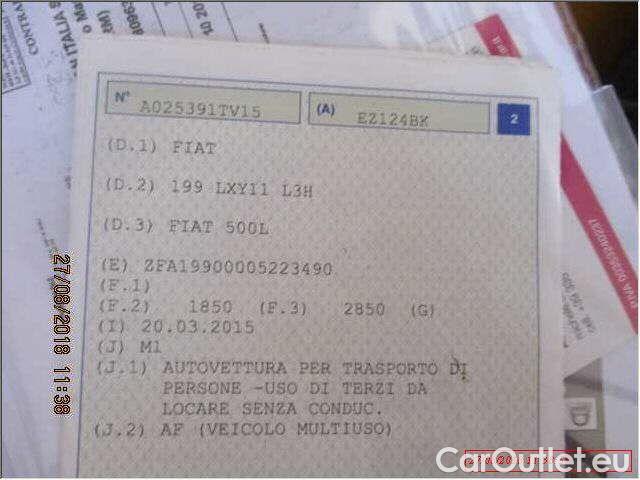 N° A025391TV15 (A) EZ124BK 2
(D.1) FIAT
(D.2) 199 LXY11 L3H
(D.3) FIAT 500L
(E) ZFA19900005223490
(F.1)
(F.2) 1850 (F.3) 2850 (G)
(I) 20.03.2015
(J) M1
(J.1) AUTOVETTURA PER TRASPORTO DI
PERSONE -USO DI TERZI DA
LOCARE SENZA CONDUC.
(J.2) AF (VEICOLO MULTIUSO)
27/08/2018 11:38
CarOutlet.eu